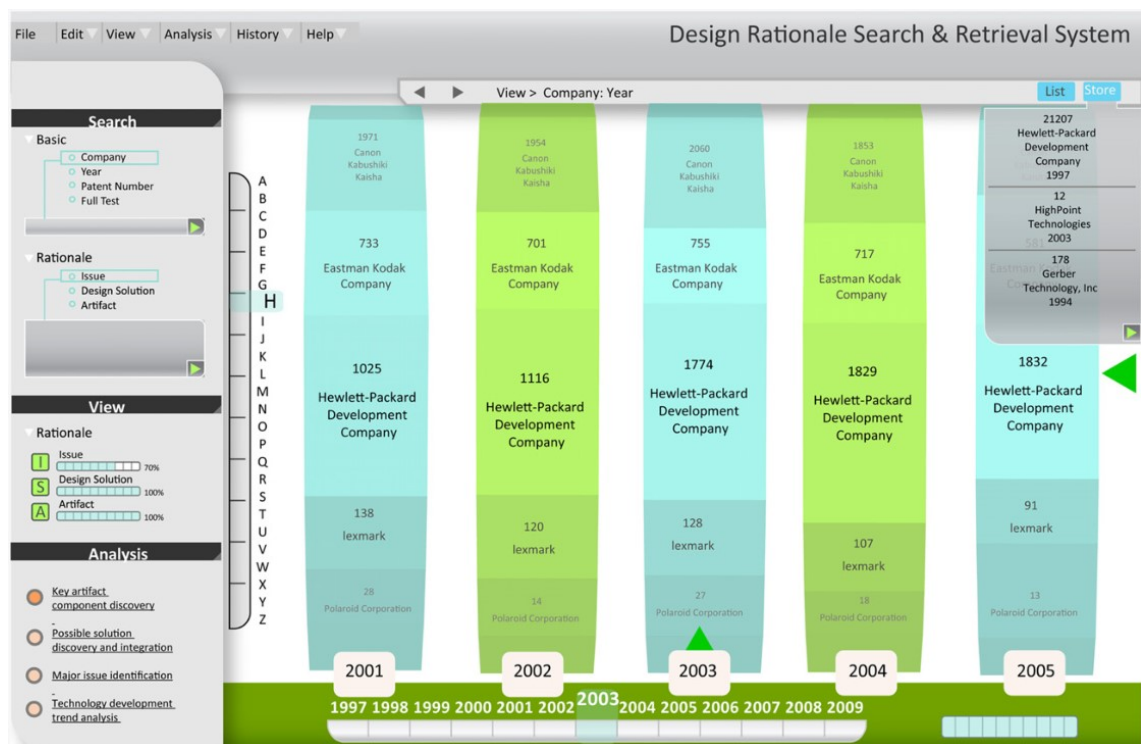 File Edit View Analysis History Help
Design Rationale Search & Retrieval System
View > Company: Year
List Store
Search
Basic
Company
Year
Patent Number
Full Test
Rationale
Issue
Design Solution
Artifact
View
Rationale
I Issue
70%
S Design Solution
100%
A Artifact
100%
Analysis
Key artifact
component discovery
Possible solution
discovery and integration
Major issue identification
Technology development
trend analysis
A
B
C
D
E
F
G
H
I
J
K
L
M
N
O
P
Q
R
S
T
U
V
W
X
Y
Z
1971
Canon
Kabushiki
Kaisha
733
Eastman Kodak
Company
1025
Hewlett-Packard
Development
Company
138
lexmark
28
Polaroid Corporation
2001
1954
Canon
Kabushiki
Kaisha
701
Eastman Kodak
Company
1116
Hewlett-Packard
Development
Company
120
lexmark
14
Polaroid Corporation
2002
2060
Canon
Kabushiki
Kaisha
755
Eastman Kodak
Company
1774
Hewlett-Packard
Development
Company
128
lexmark
27
Polaroid Corporation
2003
1853
Canon
Kabushiki
Kaisha
717
Eastman Kodak
Company
1829
Hewlett-Packard
Development
Company
107
lexmark
18
Polaroid Corporation
2004
21207
Hewlett-Packard
Development
Company
1997
12
HighPoint
Technologies
2003
178
Gerber
Technology, Inc
1994
581
Eastman Kodak
1832
Hewlett-Packard
Development
Company
91
lexmark
13
Polaroid Corporation
2005
1997 1998 1999 2000 2001 2002 2003 2004 2005 2006 2007 2008 2009